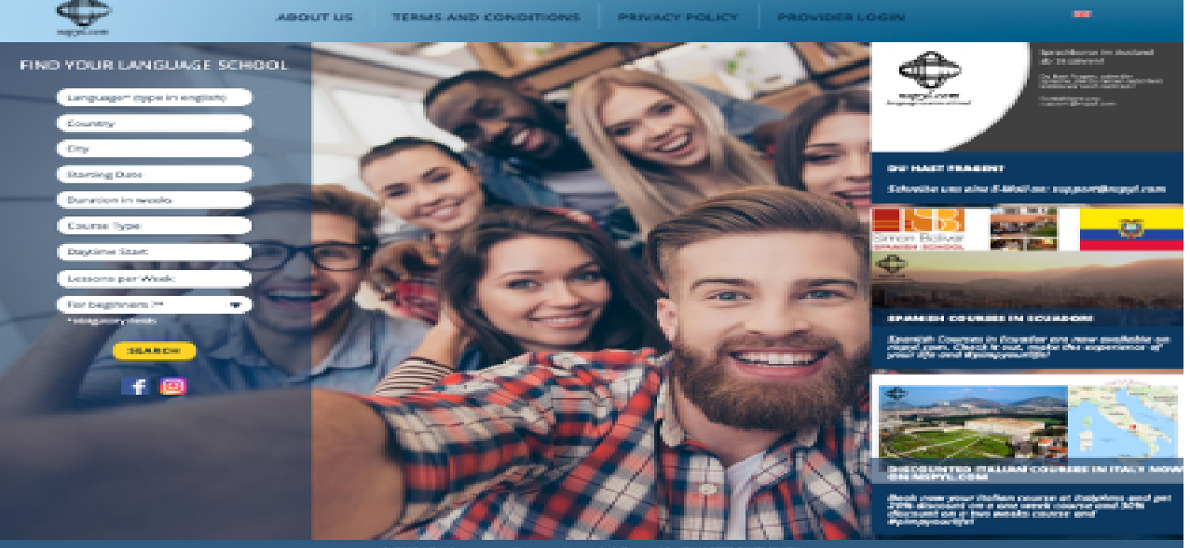 nspyl.com
ABOUT US
TERMS AND CONDITIONS
PRIVACY POLICY
PROVIDER LOGIN
FIND YOUR LANGUAGE SCHOOL
Language* (type in english)
Country
City
Starting Date
Duration in weeks
Course Type
Daytime Start
Lessons per Week
For beginners ?*
*obligatory fields
SEARCH
f
nspyl.com
Sprachkurse im Ausland
DU HAST FRAGEN?
Schreibe uns eine E-Mail an: support@nspyl.com
Simon Bolivar
SPANISH SCHOOL
SPANISH COURSES IN ECUADOR!
Spanish Courses in Ecuador are now available on
nspyl.com. Check it out, make the experience of
your life and #pimpyourlife!
DISCOUNTED ITALIAN COURSES IN ITALY NOW
ON NSPYL.COM
Book now your Italian course at and get
20% discount on a one week course and 30%
discount on a two weeks course and
#pimpyourlife!